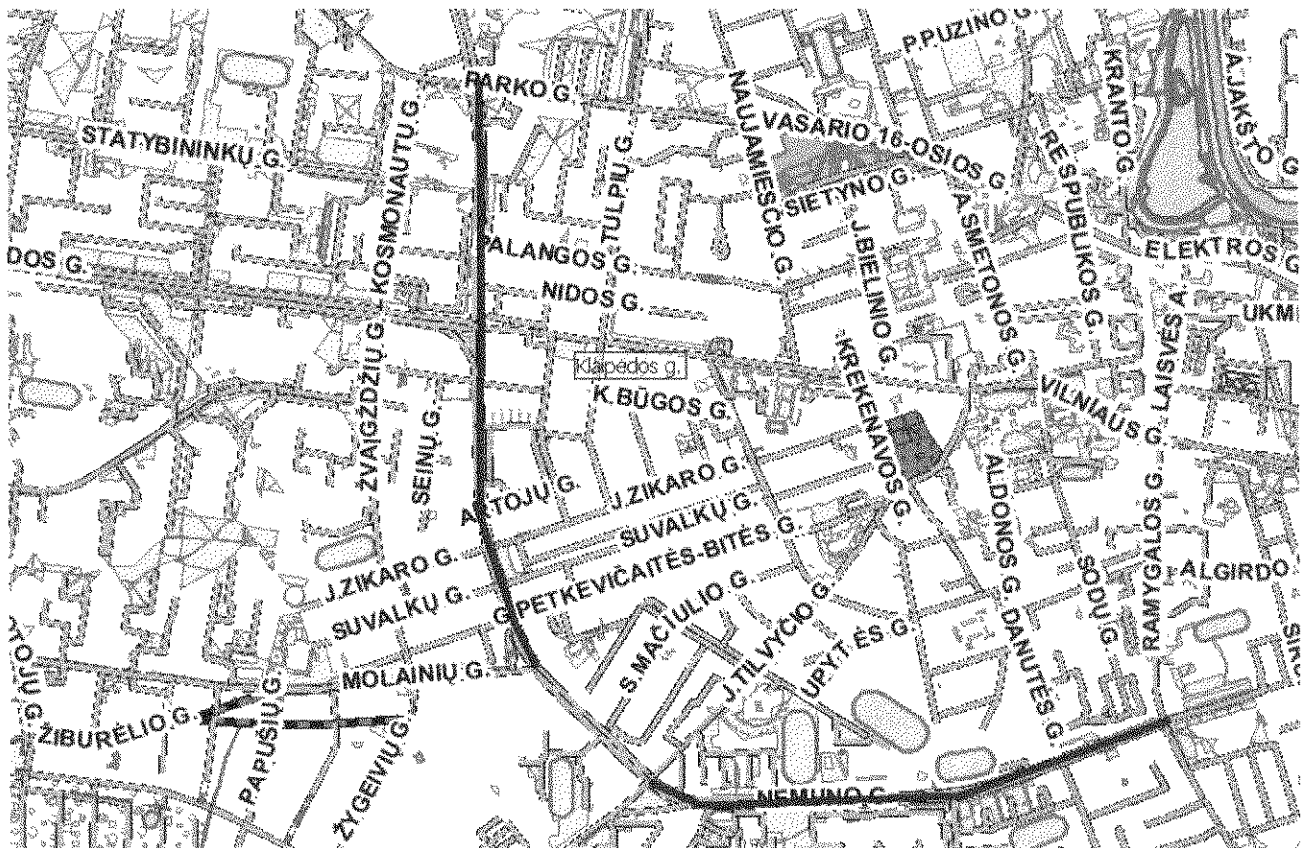 P.PUZINO G.
PARKO G.
NAUJAMIESČIO G.
KRANTO G.
A.JAKŠTO G.
STATYBININKŲ G.
KOSMONAUTŲ G.
TULPIŲ G.
VASARIO 16-OSIOS G.
RESPUBLIKOS G.
SIETYNO G.
J.BIELINIO G.
A.SMETONOS G.
PALANGOS G.
ELEKTROS G.
DOS G.
NIDOS G.
LAISVĖS A.
UKM
Klaipėdos g.
KREKENAVOS G.
VILNIAUS G.
K.BŪGOS G.
ŽVAIGŽDŽIŲ G.
SEINŲ G.
ARTOJŲ G.
J.ZIKARO G.
SUVALKŲ G.
ALDONOS G.
SODŲ G.
RAMYGALOS G.
ALGIRDO
J.ZIKARO G.
SUVALKŲ G.
G.PETKEVIČAITĖS-BITĖS G.
S.MAČIULIO G.
J.TILVYČIO G.
UPYTĖS G.
DANUTĖS G.
MOLAINIŲ G.
TOJŲ G.
ŽIBURĖLIO G.
PAPUŠIŲ G.
ŽYGEIVIŲ G.
NEMUNO G.